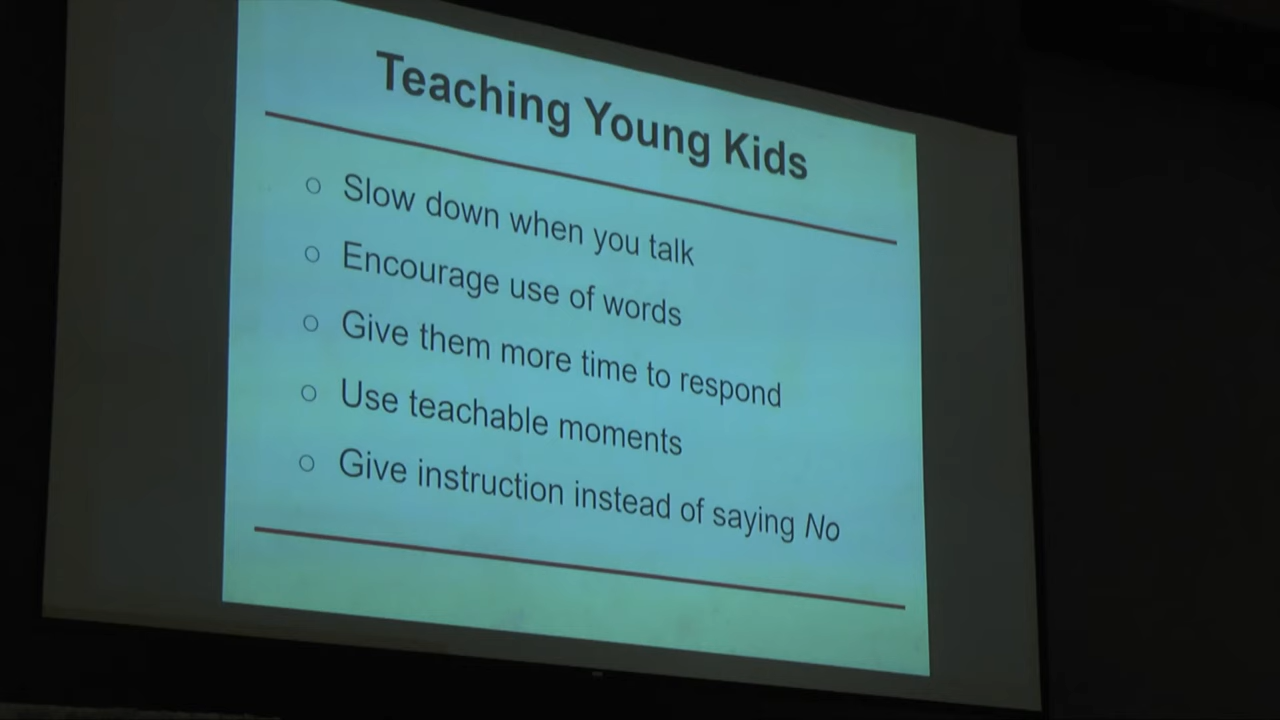 Teaching Young Kids
○ Slow down when you talk
○ Encourage use of words
○ Give them more time to respond
○ Use teachable moments
○ Give instruction instead of saying No